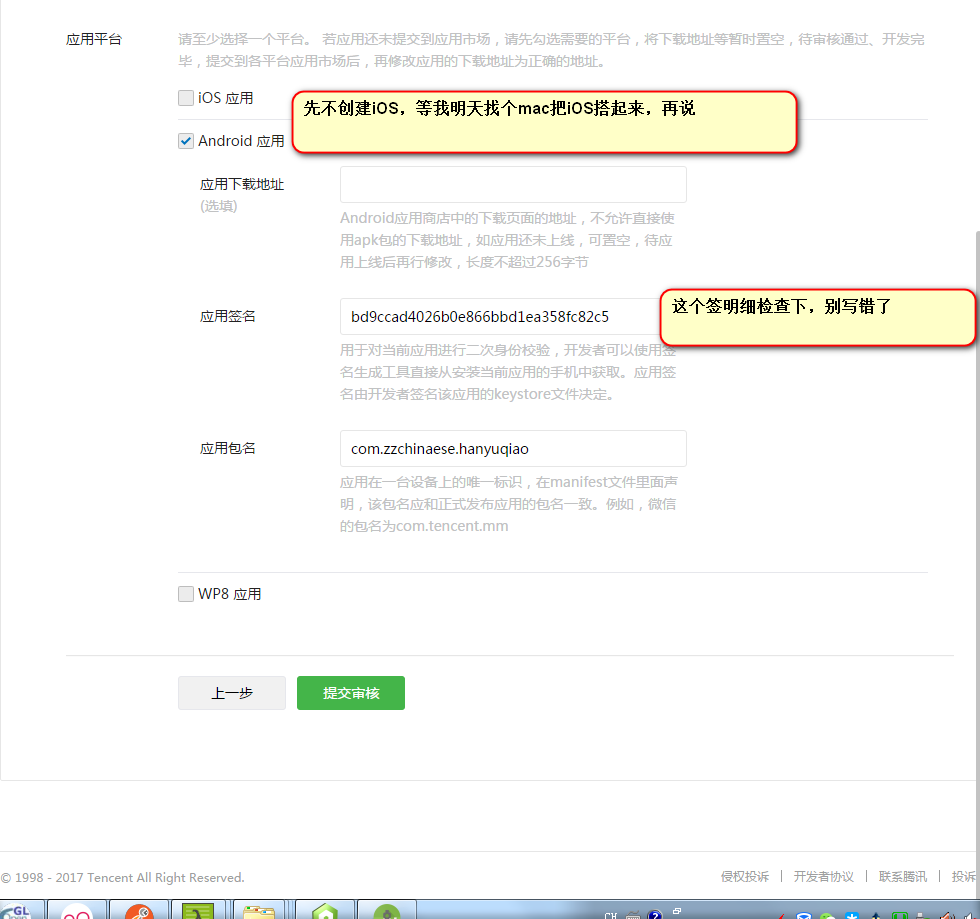 应用平台
请至少选择一个平台。 若应用还未提交到应用市场，请先勾选需要的平台，将下载地址等暂时置空，待审核通过、开发完
毕，提交到各平台应用市场后，再修改应用的下载地址为正确的地址。
iOS 应用
先不创建iOS，等我明天找个mac把iOS搭起来，再说
Android 应用
应用下载地址
(选填)
Android应用商店中的下载页面的地址，不允许直接使
用apk包的下载地址，如应用还未上线，可置空，待应
用上线后再行修改，长度不超过256字节
应用签名
bd9ccad4026b0e866bbd1ea358fc82c5
这个签明细检查下，别写错了
用于对当前应用进行二次身份校验，开发者可以使用签
名生成工具直接从安装当前应用的手机中获取。应用签
名由开发者签名该应用的keystore文件决定。
应用包名
com.zzchinaese.hanyuqiao
应用在一台设备上的唯一标识，在manifest文件里面声
明，该包名应和正式发布应用的包名一致。例如，微信
的包名为com.tencent.mm
WP8 应用
上一步
提交审核
© 1998 - 2017 Tencent All Right Reserved.
侵权投诉 | 开发者协议 | 联系腾讯 | 投诉
GL
CH